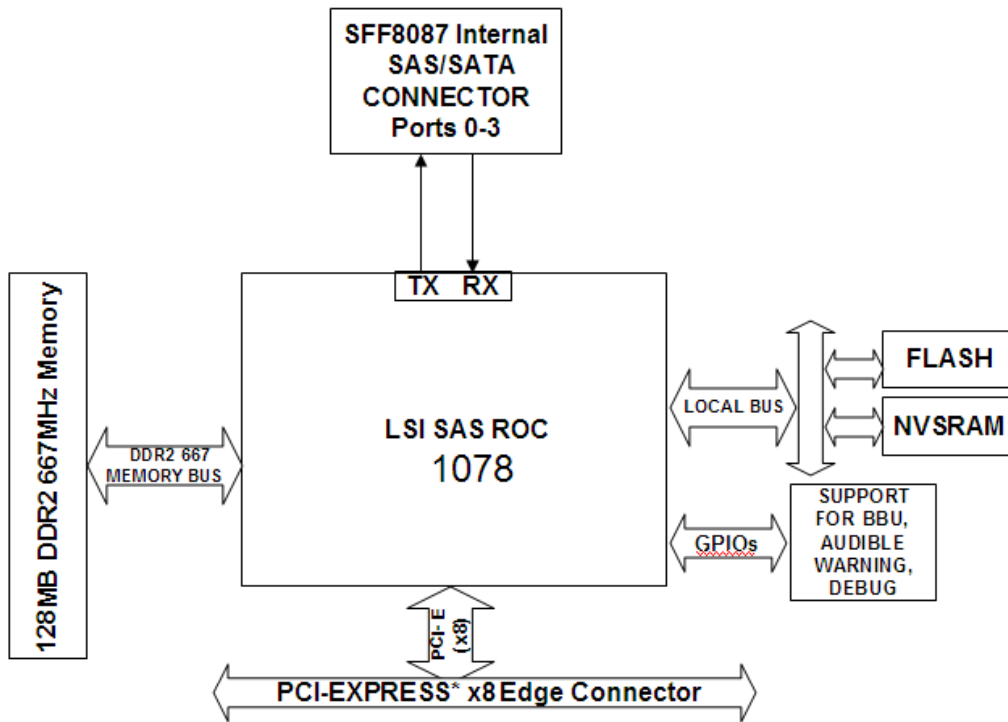 SFF8087 Internal
SAS/SATA
CONNECTOR
Ports 0-3
TX RX
128MB DDR2 667MHz Memory
DDR2 667
MEMORY BUS
LSI SAS ROC
1078
LOCAL BUS
FLASH
NVSRAM
GPIOs
SUPPORT
FOR BBU,
AUDIBLE
WARNING,
DEBUG
PCI- E
(x8)
PCI-EXPRESS* x8 Edge Connector